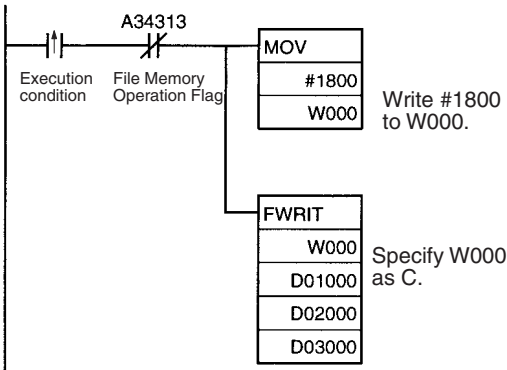 A34313
Execution
condition
File Memory
Operation Flag
MOV
#1800
W000
Write #1800
to W000.
FWRIT
W000
D01000
D02000
D03000
Specify W000
as C.